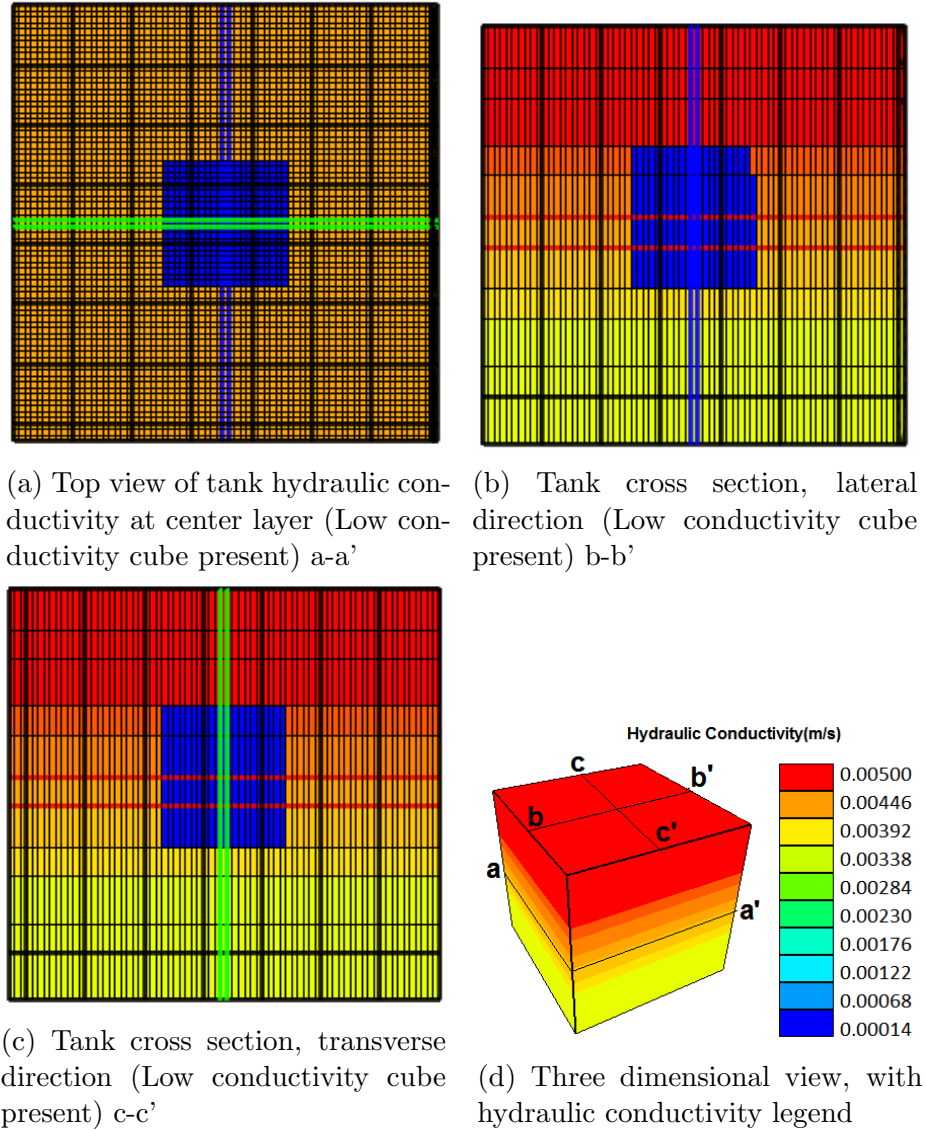 (a) Top view of tank hydraulic con-
ductivity at center layer (Low con-
ductivity cube present) a-a’
(b) Tank cross section, lateral
direction (Low conductivity cube
present) b-b’
(c) Tank cross section, transverse
direction (Low conductivity cube
present) c-c’
Hydraulic Conductivity(m/s)
c
b'
b
c'
a
a'
0.00500
0.00446
0.00392
0.00338
0.00284
0.00230
0.00176
0.00122
0.00068
0.00014
(d) Three dimensional view, with
hydraulic conductivity legend